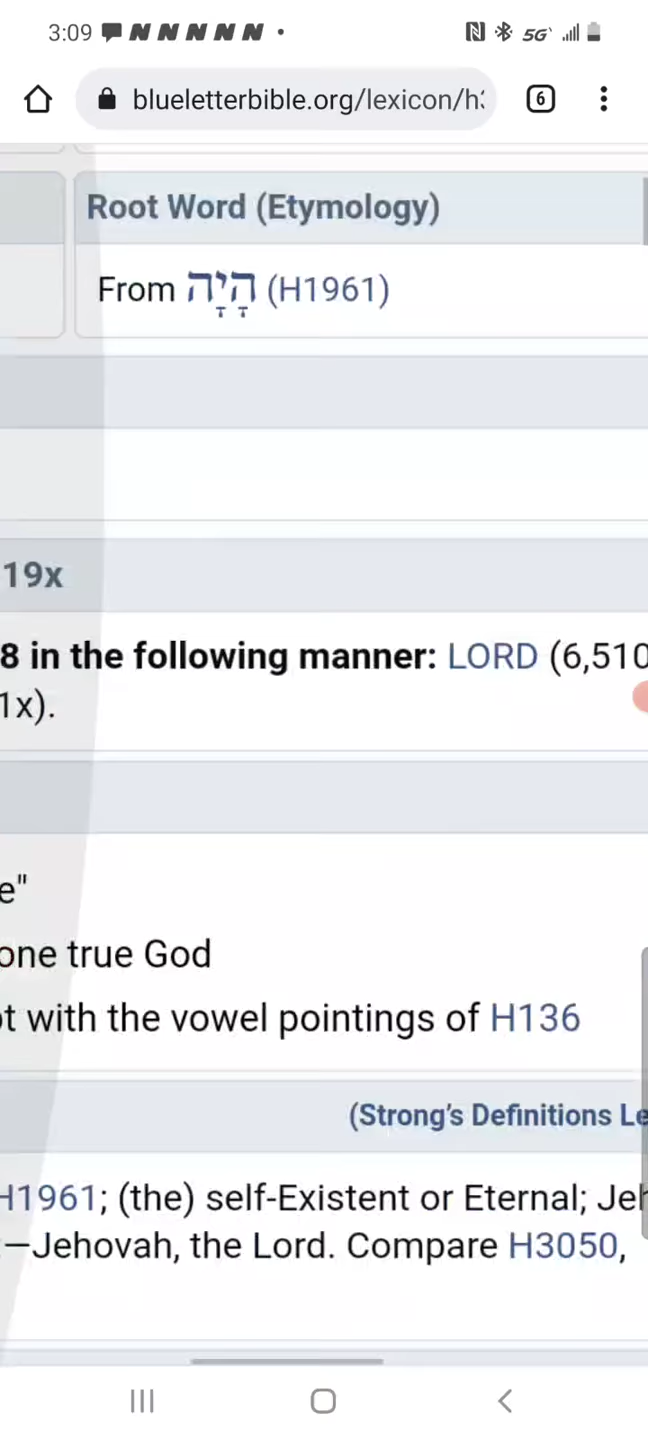 3:09
blueletterbible.org/lexicon/h
6
Root Word (Etymology)
From הָיָה (H1961)
19x
8 in the following manner: LORD (6,510
1x).
e"
one true God
t with the vowel pointings of H136
(Strong's Definitions Le
H1961; (the) self-Existent or Eternal; Jeh
:—Jehovah, the Lord. Compare H3050,